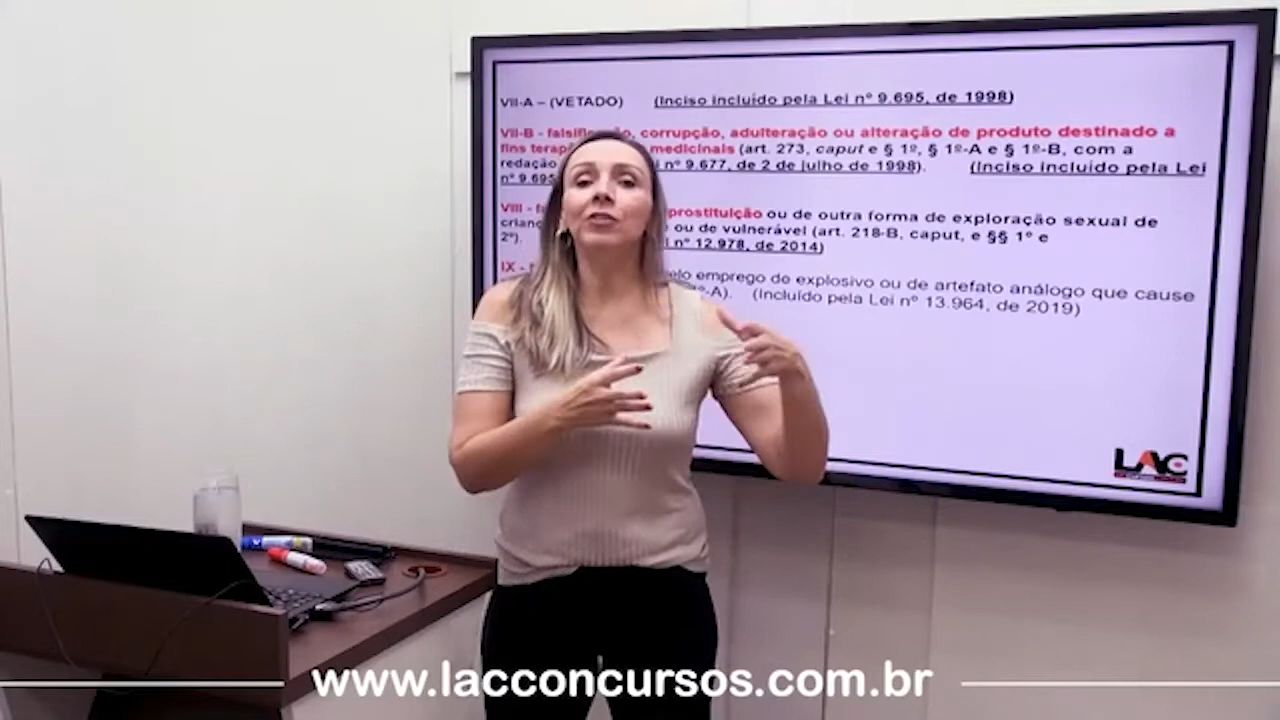 VII-A – (VETADO) (Inciso incluído pela Lei nº 9.695, de 1998)
VII-B - corrupção, adulteração ou alteração de produto destinado a
fins medicinais (art. 273, caput e § 1º, § 1º-A e § 1º-B, com a
redação nº 9.677, de 2 de julho de 1998). (Inciso incluído pela Lei
nº 9.695
VIII - prostituição ou de outra forma de exploração sexual de
ou de vulnerável (art. 218-B, caput, e §§ 1º e
2º). nº 12.978, de 2014)
IX - emprego de explosivo ou de artefato análogo que cause
(Incluído pela Lei nº 13.964, de 2019)
LAC
www.lacconcursos.com.br